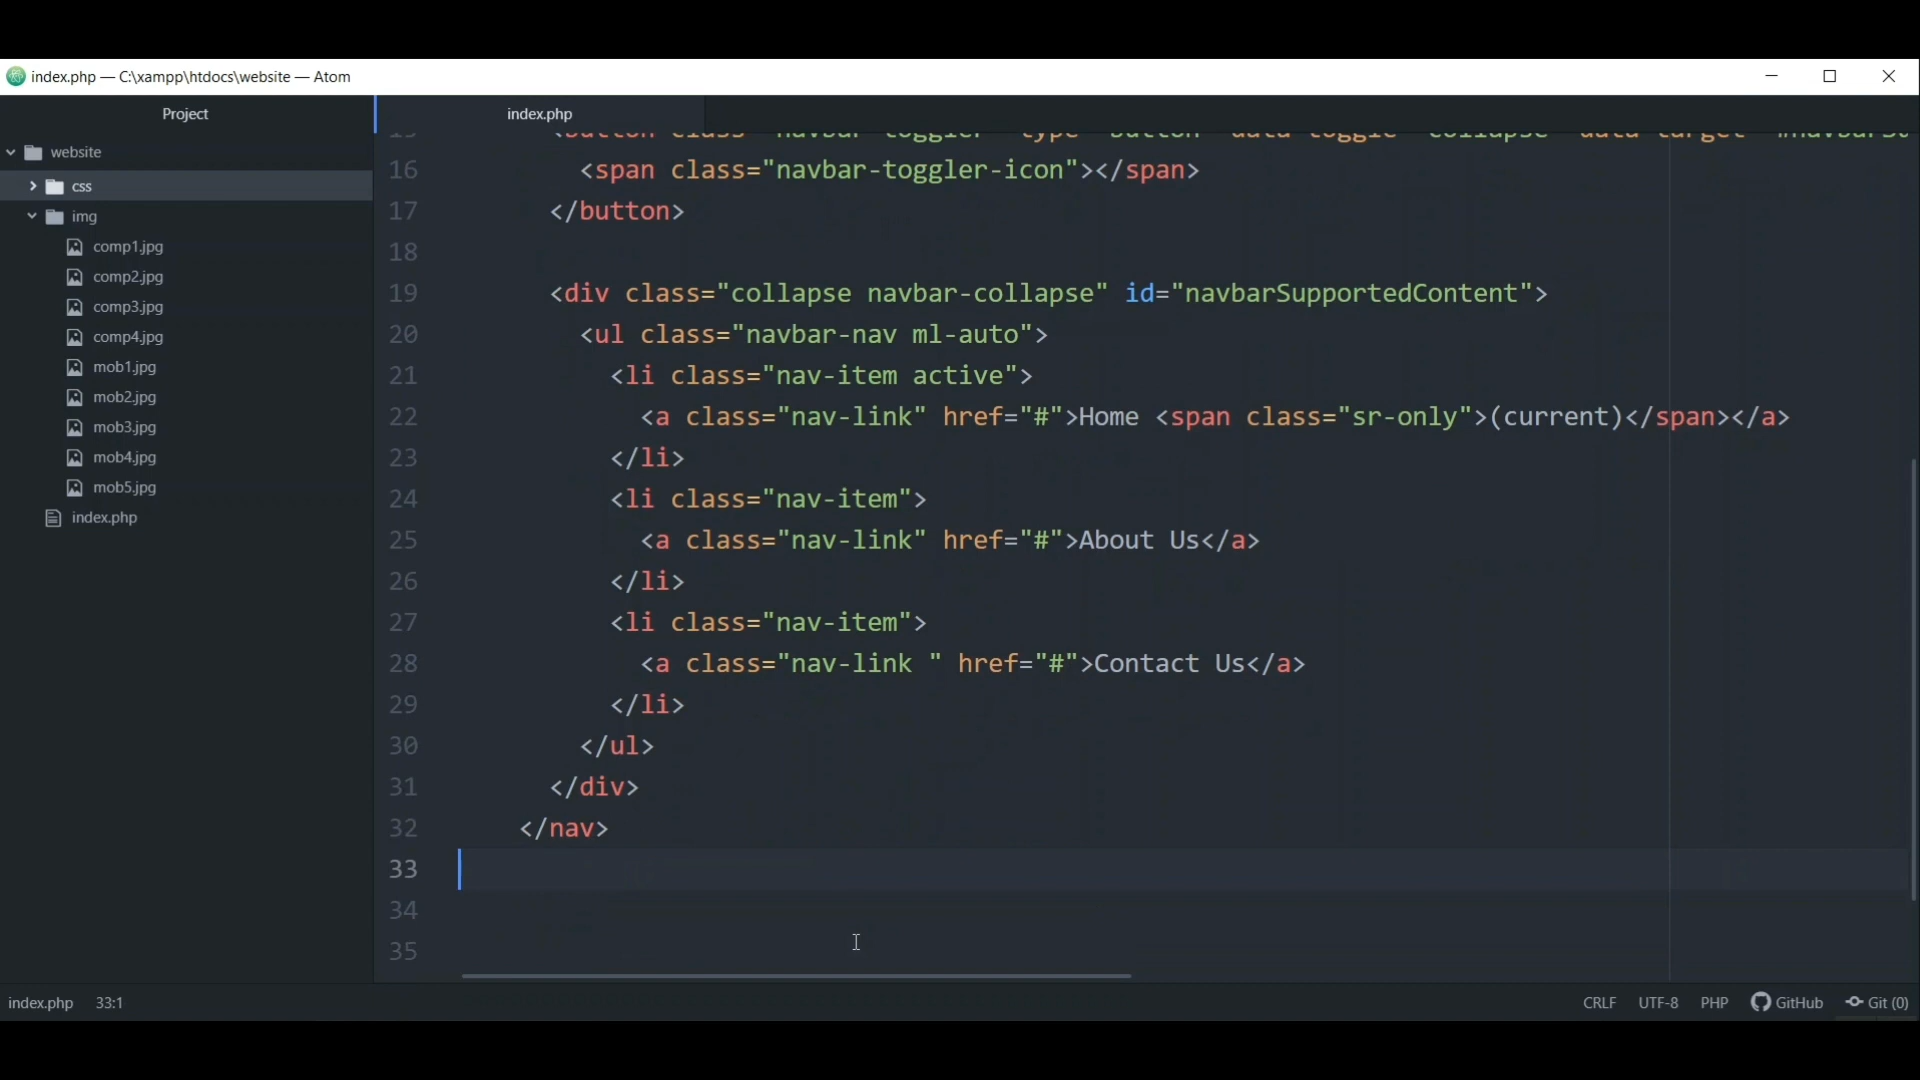 index.php — C:\xampp\htdocs\website — Atom
Project
index.php
website
css
img
comp1.jpg
comp2.jpg
comp3.jpg
comp4.jpg
mob1.jpg
mob2.jpg
mob3.jpg
mob4.jpg
mob5.jpg
index.php
16 <span class="navbar-toggler-icon"></span>
17 </button>
18
19 <div class="collapse navbar-collapse" id="navbarSupportedContent">
20 <ul class="navbar-nav ml-auto">
21 <li class="nav-item active">
22 <a class="nav-link" href="#">Home <span class="sr-only">(current)</span></a>
23 </li>
24 <li class="nav-item">
25 <a class="nav-link" href="#">About Us</a>
26 </li>
27 <li class="nav-item">
28 <a class="nav-link " href="#">Contact Us</a>
29 </li>
30 </ul>
31 </div>
32 </nav>
33
34
35
index.php 33:1 CRLF UTF-8 PHP GitHub Git (0)